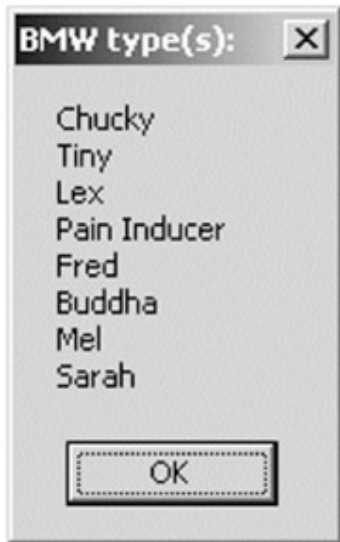 BMW type(s):
Chucky
Tiny
Lex
Pain Inducer
Fred
Buddha
Mel
Sarah
OK